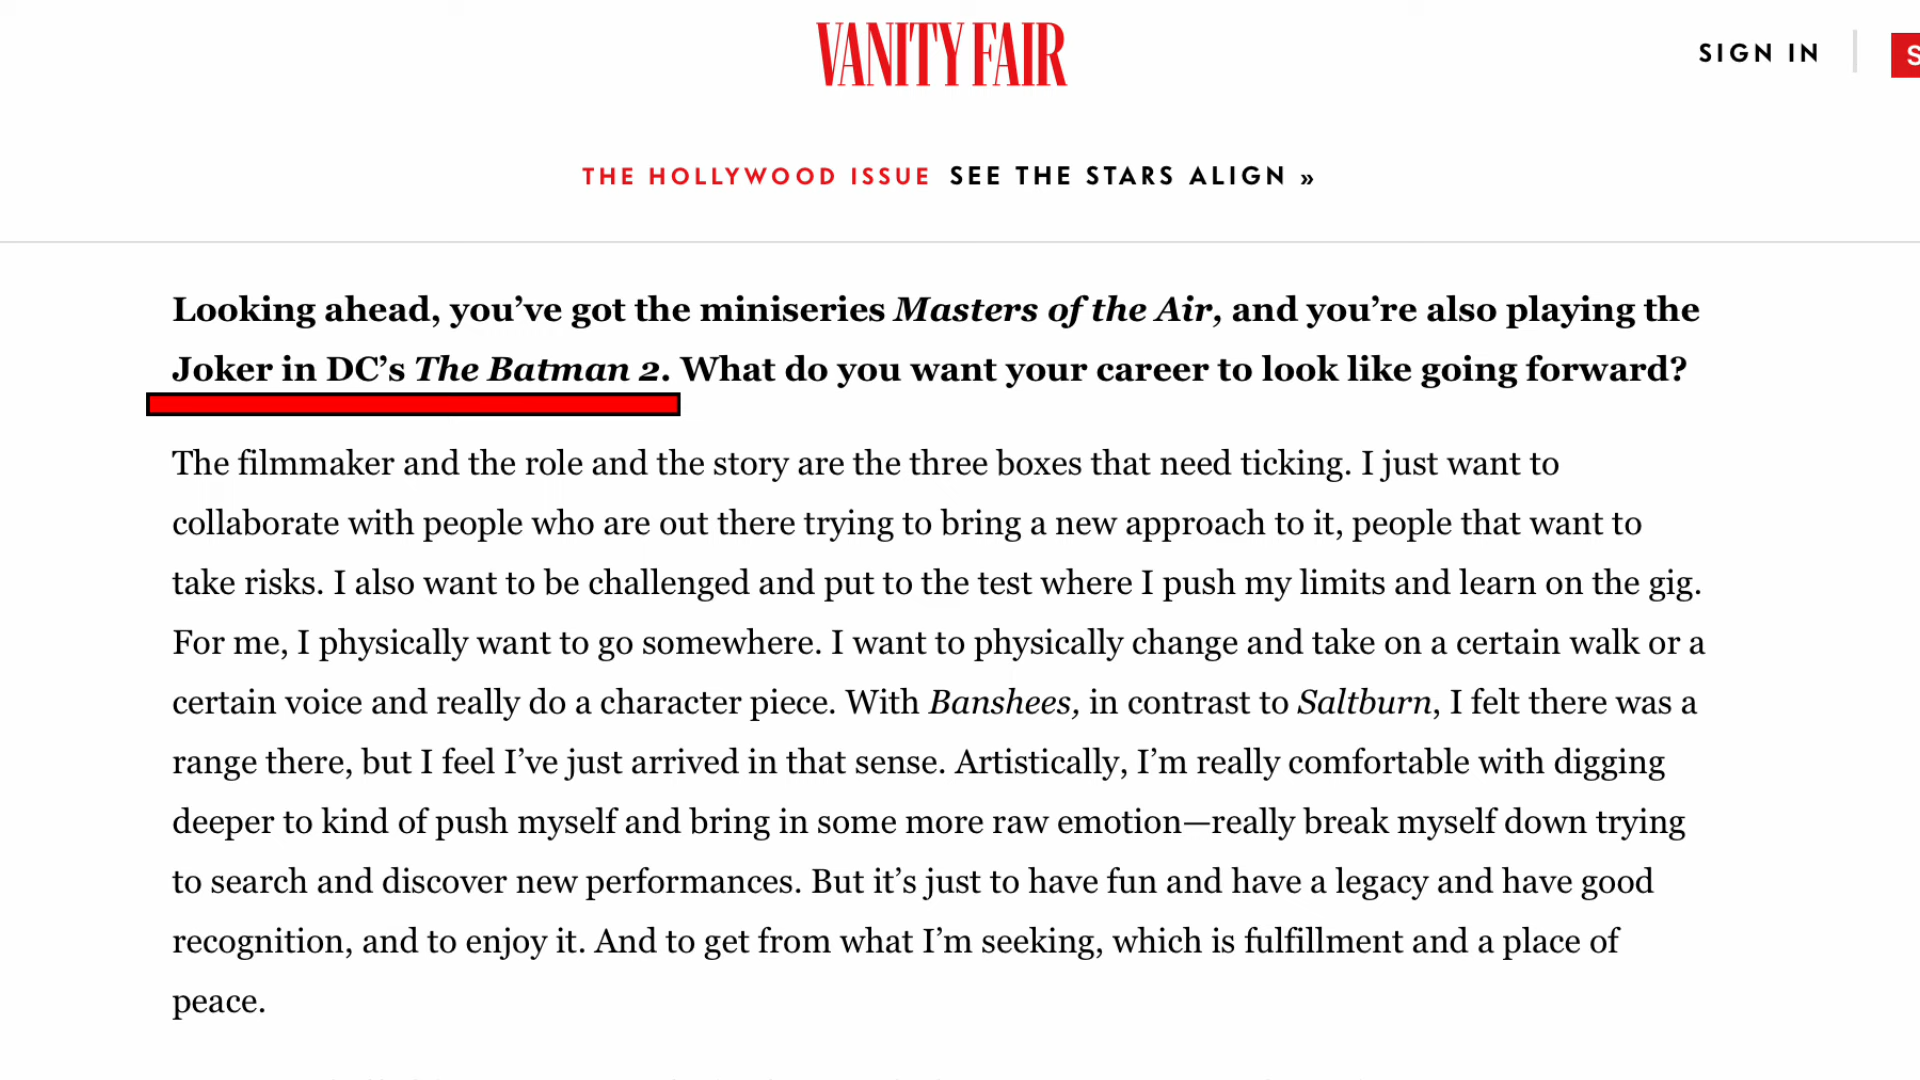 VANITY FAIR
SIGN IN
S
THE HOLLYWOOD ISSUE SEE THE STARS ALIGN »
Looking ahead, you’ve got the miniseries Masters of the Air, and you’re also playing the
Joker in DC’s The Batman 2. What do you want your career to look like going forward?
The filmmaker and the role and the story are the three boxes that need ticking. I just want to
collaborate with people who are out there trying to bring a new approach to it, people that want to
take risks. I also want to be challenged and put to the test where I push my limits and learn on the gig.
For me, I physically want to go somewhere. I want to physically change and take on a certain walk or a
certain voice and really do a character piece. With Banshees, in contrast to Saltburn, I felt there was a
range there, but I feel I’ve just arrived in that sense. Artistically, I’m really comfortable with digging
deeper to kind of push myself and bring in some more raw emotion—really break myself down trying
to search and discover new performances. But it’s just to have fun and have a legacy and have good
recognition, and to enjoy it. And to get from what I’m seeking, which is fulfillment and a place of
peace.